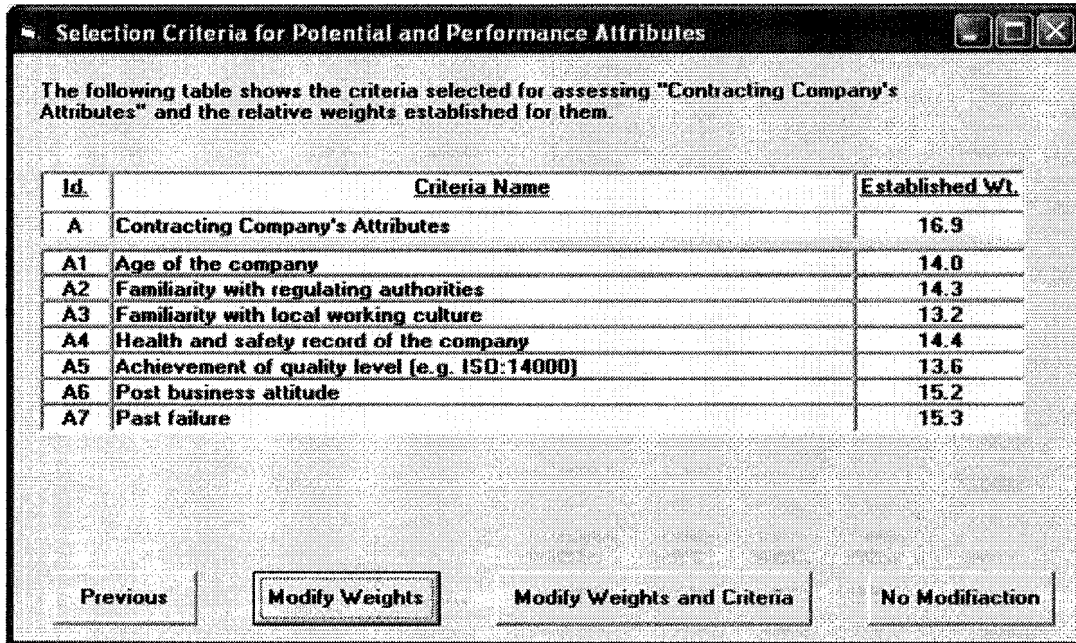 Selection Criteria for Potential and Performance Attributes
The following table shows the criteria selected for assessing "Contracting Company's
Attributes" and the relative weights established for them.
Id. Criteria Name Established Wt.
A Contracting Company's Attributes 16.9
A1 Age of the company 14.0
A2 Familiarity with regulating authorities 14.3
A3 Familiarity with local working culture 13.2
A4 Health and safety record of the company 14.4
A5 Achievement of quality level (e.g. ISO:14000) 13.6
A6 Post business attitude 15.2
A7 Past failure 15.3
Previous Modify Weights Modify Weights and Criteria No Modifiaction